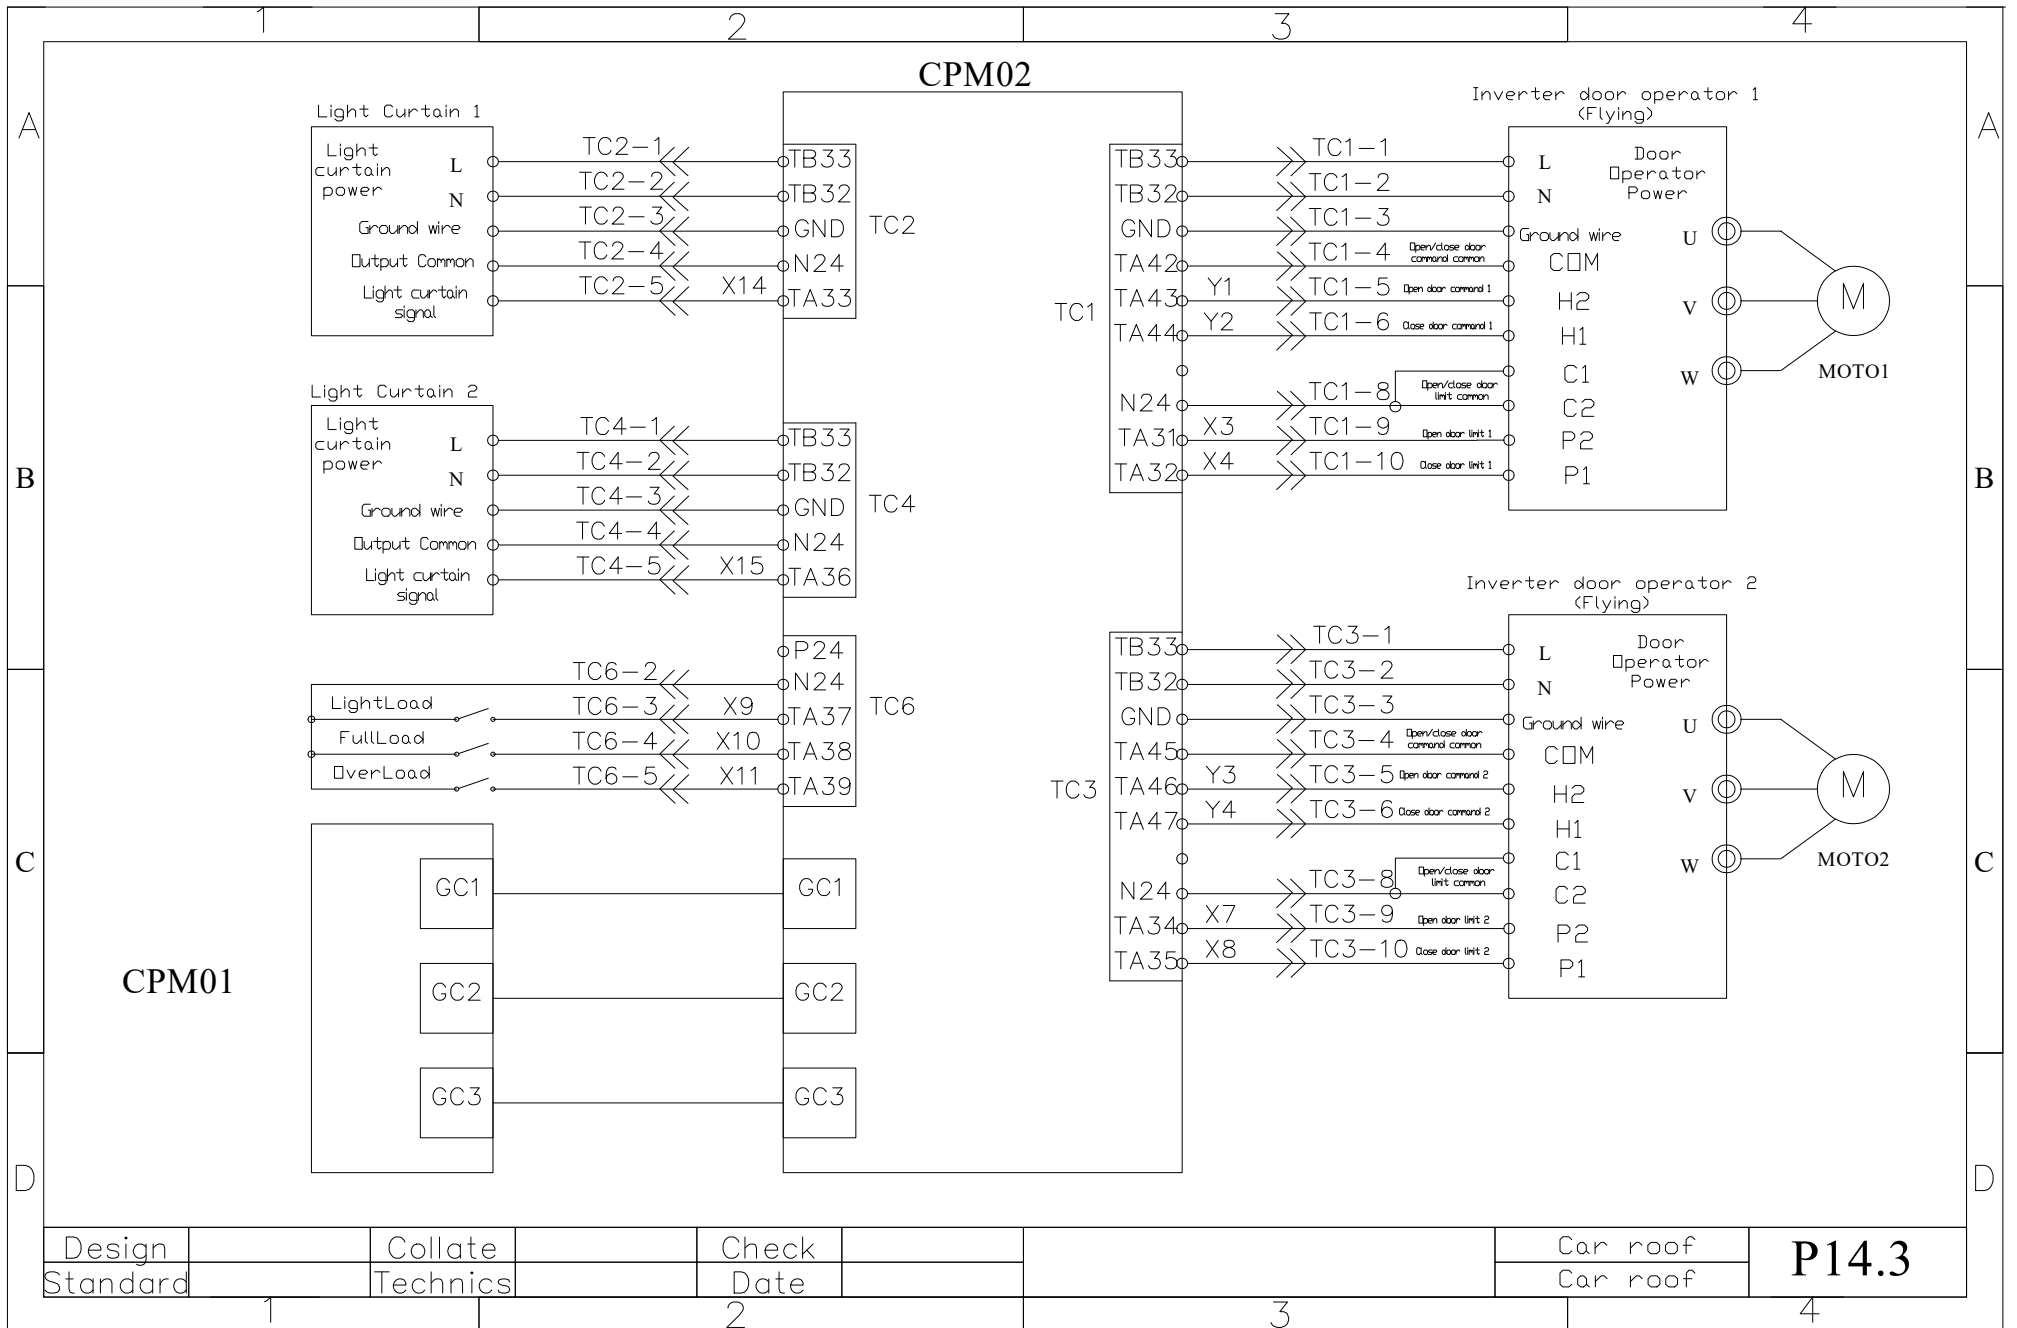 1
2
3
4
A
A
B
B
C
C
D
D
CPM02
Light Curtain 1
Light
curtain
power
L
N
Ground wire
Output Common
Light curtain
signal
TC2-1
TC2-2
TC2-3
TC2-4
TC2-5
X14
TB33
TB32
GND
N24
TA33
TC2
Light Curtain 2
Light
curtain
power
L
N
Ground wire
Output Common
Light curtain
signal
TC4-1
TC4-2
TC4-3
TC4-4
TC4-5
X15
TB33
TB32
GND
N24
TA36
TC4
LightLoad
FullLoad
OverLoad
TC6-2
TC6-3
TC6-4
TC6-5
X9
X10
X11
P24
N24
TA37
TA38
TA39
TC6
CPM01
GC1
GC1
GC2
GC2
GC3
GC3
TC1
TB33
TB32
GND
TA42
TA43
TA44
N24
TA31
TA32
Y1
Y2
X3
X4
TC1-1
TC1-2
TC1-3
TC1-4
TC1-5
TC1-6
TC1-8
TC1-9
TC1-10
Open/close door
command common
Open door command 1
Close door command 1
Open/close door
limit common
Open door limit 1
Close door limit 1
Inverter door operator 1
(Flying)
L
N
Door
Operator
Power
Ground wire
COM
H2
H1
C1
C2
P2
P1
U
V
W
M
MOTO1
TC3
TB33
TB32
GND
TA45
TA46
TA47
N24
TA34
TA35
Y3
Y4
X7
X8
TC3-1
TC3-2
TC3-3
TC3-4
TC3-5
TC3-6
TC3-8
TC3-9
TC3-10
Open/close door
command common
Open door command 2
Close door command 2
Open/close door
limit common
Open door limit 2
Close door limit 2
Inverter door operator 2
(Flying)
L
N
Door
Operator
Power
Ground wire
COM
H2
H1
C1
C2
P2
P1
U
V
W
M
MOTO2
Design
Collate
Check
Car roof
P14.3
Standard
Technics
Date
Car roof
1
2
3
4